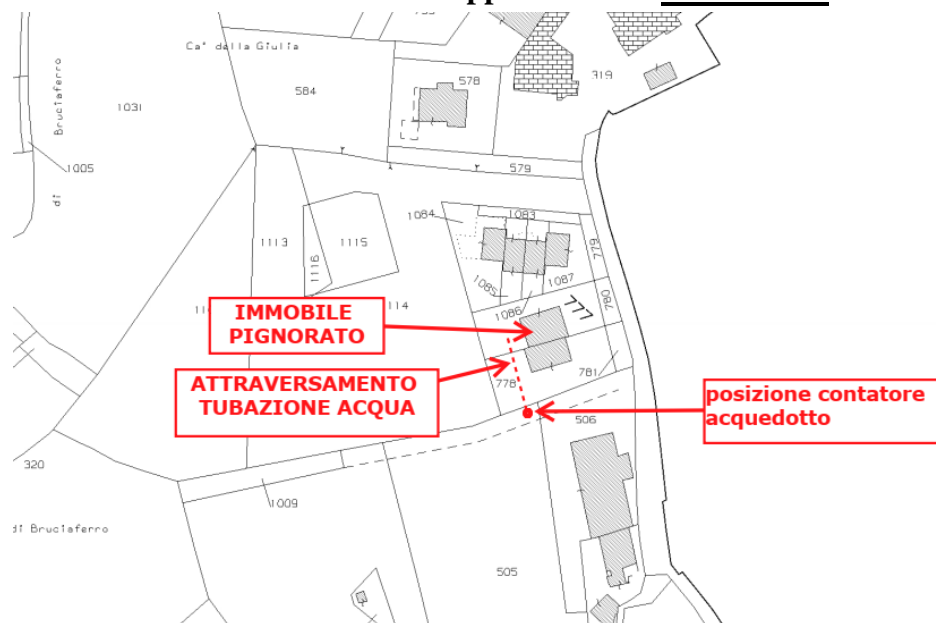 Ca' della Giulia
578
319
584
1031
di Bruciaferro
1005
579
1084
1083
1113
1115
1116
779
1085
1087
1086
780
777
114
IMMOBILE
PIGNORATO
ATTRAVERSAMENTO
TUBAZIONE ACQUA
778
781
posizione contatore
acquedotto
506
320
1009
di Bruciaferro
505